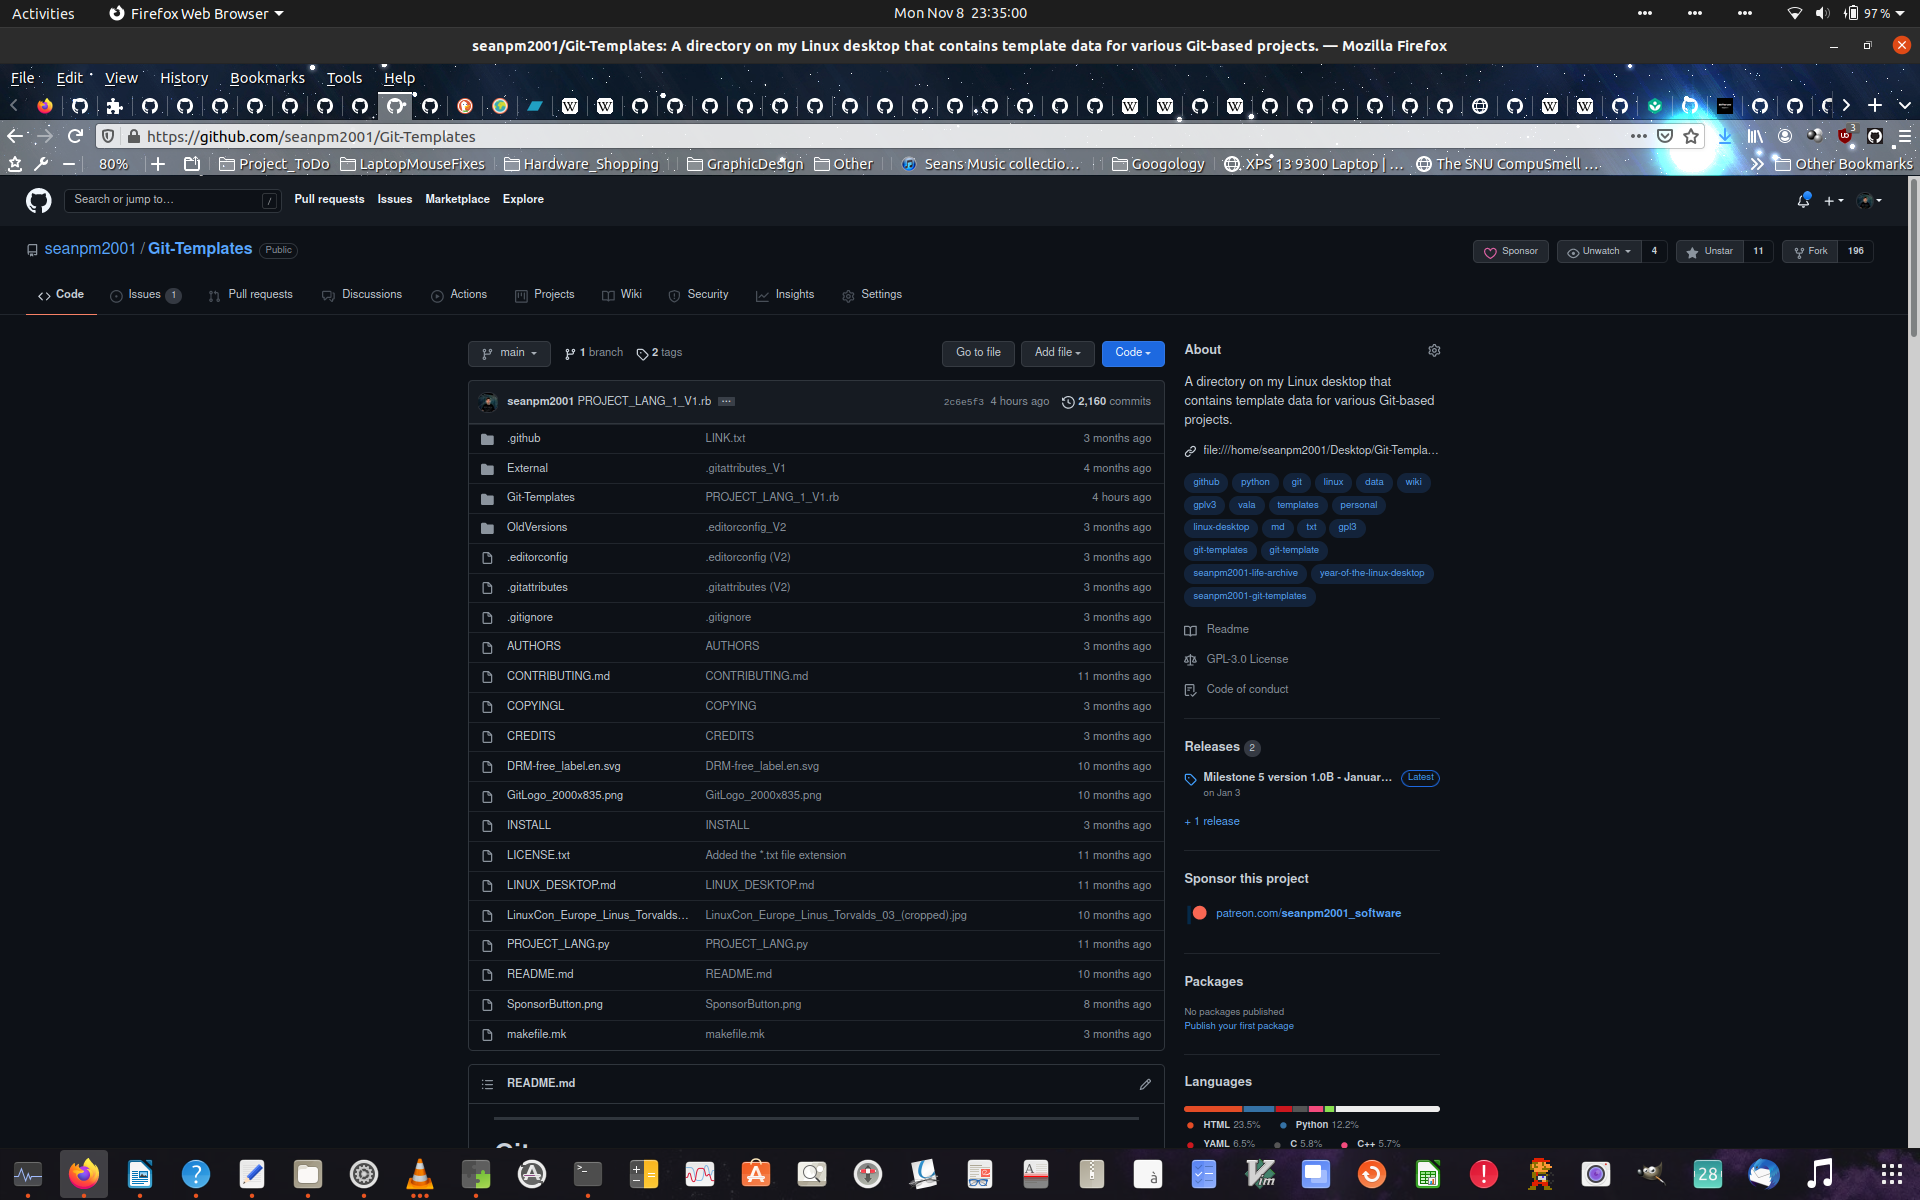 Activities
Firefox Web Browser
Mon Nov 8 23:35:00
97 %
seanpm2001/Git-Templates: A directory on my Linux desktop that contains template data for various Git-based projects. — Mozilla Firefox
File Edit View History Bookmarks Tools Help
https://github.com/seanpm2001/Git-Templates
3
80%
Project_ToDo
LaptopMouseFixes
Hardware_Shopping
GraphicDesign
Other
Seans Music collectio…
Googology
XPS 13 9300 Laptop | …
The SNU CompuSmell …
Other Bookmarks
Search or jump to…
/
Pull requests Issues Marketplace Explore
seanpm2001 / Git-Templates Public
Sponsor
Unwatch 4
Unstar 11
Fork 196
Code
Issues 1
Pull requests
Discussions
Actions
Projects
Wiki
Security
Insights
Settings
main
1 branch
2 tags
Go to file
Add file
Code
seanpm2001 PROJECT_LANG_1_V1.rb
2c6e5f3 4 hours ago
2,160 commits
.github LINK.txt 3 months ago
External .gitattributes_V1 4 months ago
Git-Templates PROJECT_LANG_1_V1.rb 4 hours ago
OldVersions .editorconfig_V2 3 months ago
.editorconfig .editorconfig (V2) 3 months ago
.gitattributes .gitattributes (V2) 3 months ago
.gitignore .gitignore 3 months ago
AUTHORS AUTHORS 3 months ago
CONTRIBUTING.md CONTRIBUTING.md 11 months ago
COPYINGL COPYING 3 months ago
CREDITS CREDITS 3 months ago
DRM-free_label.en.svg DRM-free_label.en.svg 10 months ago
GitLogo_2000x835.png GitLogo_2000x835.png 10 months ago
INSTALL INSTALL 3 months ago
LICENSE.txt Added the *.txt file extension 11 months ago
LINUX_DESKTOP.md LINUX_DESKTOP.md 11 months ago
LinuxCon_Europe_Linus_Torvalds… LinuxCon_Europe_Linus_Torvalds_03_(cropped).jpg 10 months ago
PROJECT_LANG.py PROJECT_LANG.py 11 months ago
README.md README.md 10 months ago
SponsorButton.png SponsorButton.png 8 months ago
makefile.mk makefile.mk 3 months ago
README.md
About
A directory on my Linux desktop that
contains template data for various Git-based
projects.
file:///home/seanpm2001/Desktop/Git-Templa…
github python git linux data wiki
gplv3 vala templates personal
linux-desktop md txt gpl3
git-templates git-template
seanpm2001-life-archive year-of-the-linux-desktop
seanpm2001-git-templates
Readme
GPL-3.0 License
Code of conduct
Releases 2
Milestone 5 version 1.0B - Januar… Latest
on Jan 3
+ 1 release
Sponsor this project
patreon.com/seanpm2001_software
Packages
No packages published
Publish your first package
Languages
HTML 23.5% Python 12.2%
YAML 6.5% C 5.8% C++ 5.7%
28